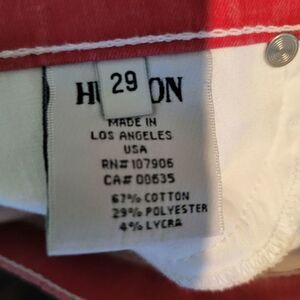 29
H ON
MADE IN
LOS ANGELES
USA
RN# 107906
CA# 00635
67% COTTON
29% POLYESTER
4% LYCRA